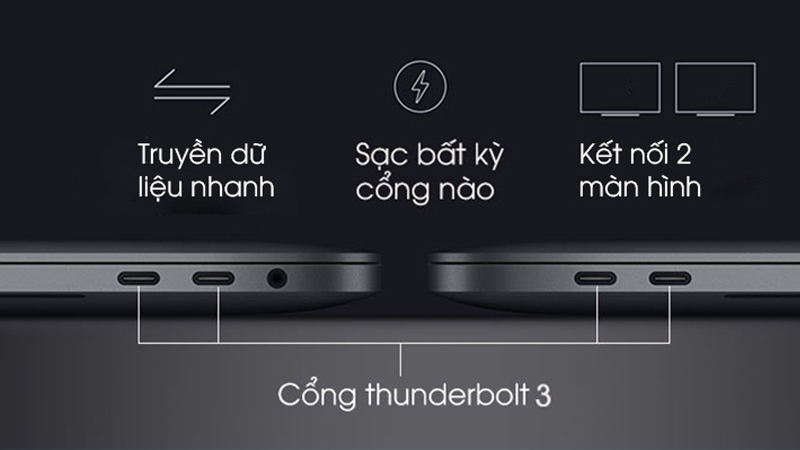 Truyền dữ
liệu nhanh
Sạc bất kỳ
cổng nào
Kết nối 2
màn hình
Cổng thunderbolt 3